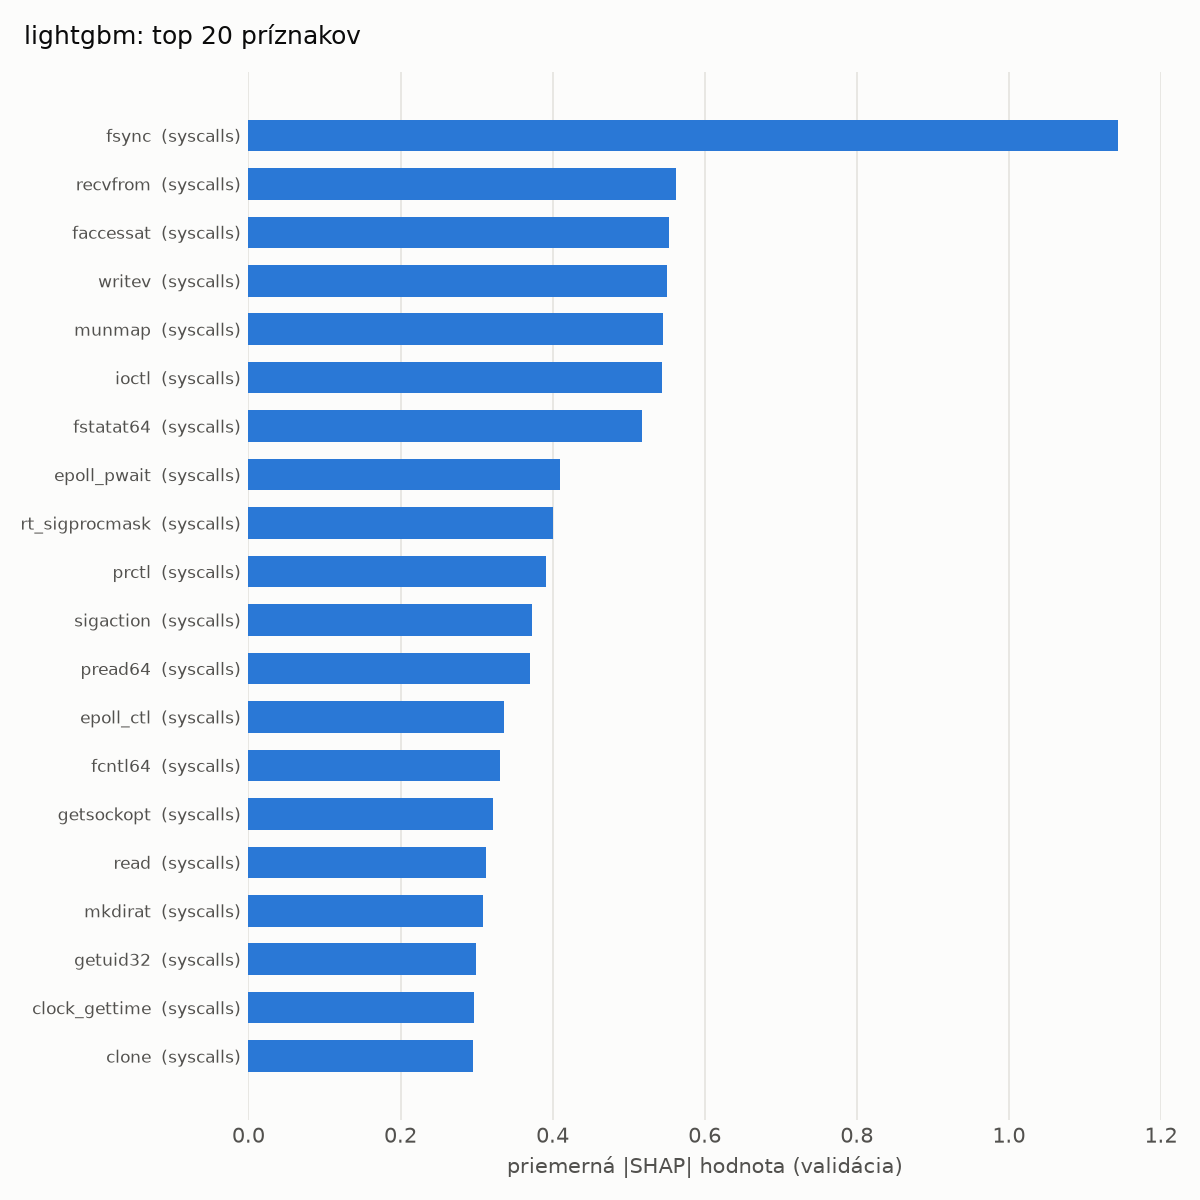 lightgbm: top 20 príznakov
fsync (syscalls)
recvfrom (syscalls)
faccessat (syscalls)
writev (syscalls)
munmap (syscalls)
ioctl (syscalls)
fstatat64 (syscalls)
epoll_pwait (syscalls)
rt_sigprocmask (syscalls)
prctl (syscalls)
sigaction (syscalls)
pread64 (syscalls)
epoll_ctl (syscalls)
fcntl64 (syscalls)
getsockopt (syscalls)
read (syscalls)
mkdirat (syscalls)
getuid32 (syscalls)
clock_gettime (syscalls)
clone (syscalls)
0.0 0.2 0.4 0.6 0.8 1.0 1.2
priemerná |SHAP| hodnota (validácia)